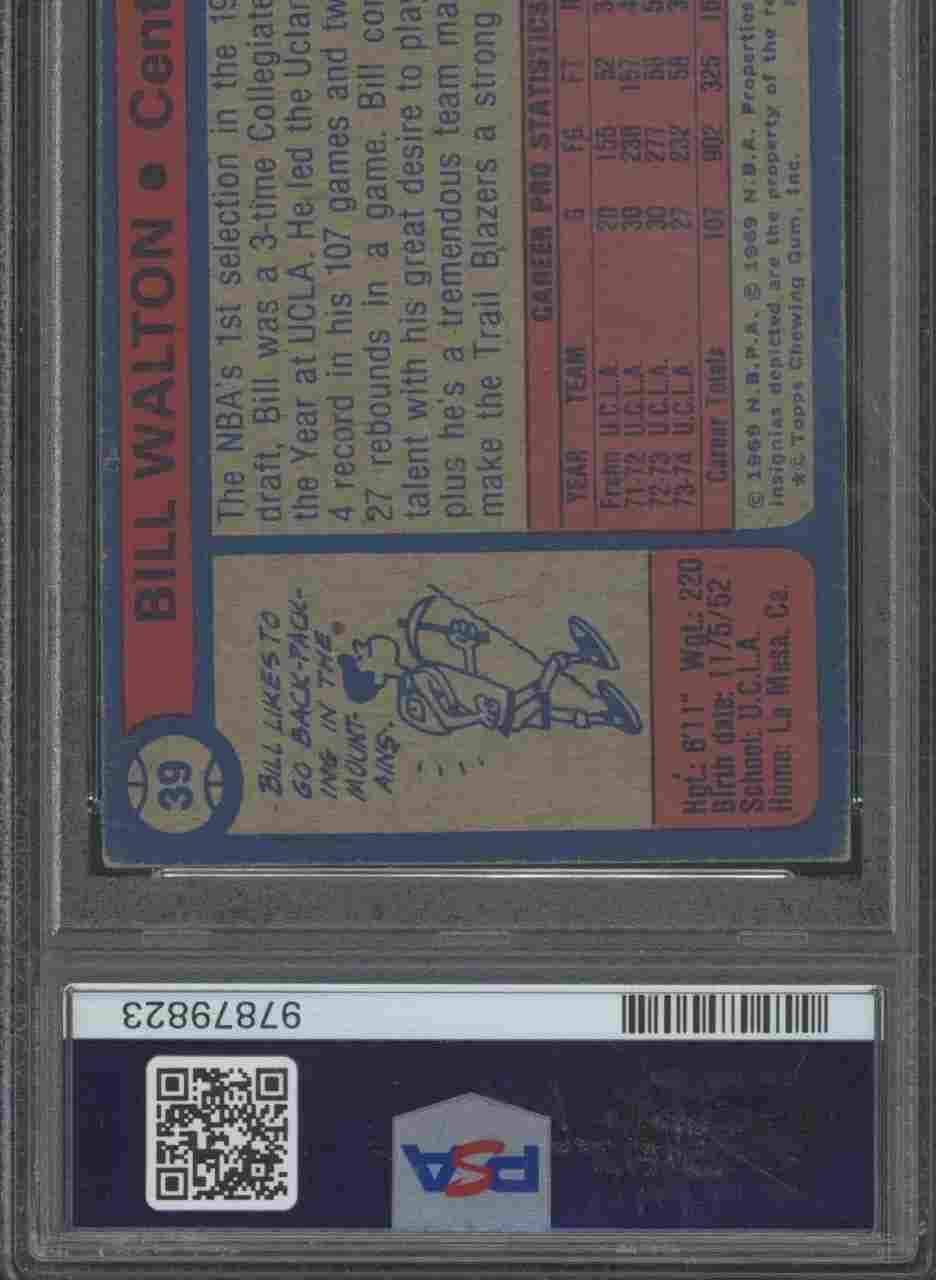 39
BILL WALTON • Cent
BILL LIKES TO
GO BACK-PACK-
ING IN THE
MOUNT-
AINS.
Hgt.: 6'11" Wgt.: 220
Birth date: 11/5/52
School: U.C.L.A.
Home: La Mesa, Ca.
The NBA's 1st selection in the 19
draft, Bill was a 3-time Collegiate
the Year at UCLA. He led the Uclan
4 record in his 107 games and tw
27 rebounds in a game. Bill con
talent with his great desire to play
plus he's a tremendous team ma
make the Trail Blazers a strong
CAREER PRO STATISTICS
YEAR TEAM G FG FT
Frshn U.C.L.A. 20 155 52
71-72 U.C.L.A 30 238 157
72-73 U.C.L.A. 30 277 58
73-74 U.C.L.A 27 232 58
Career Totals 107 902 325
© 1969 N.B.P.A. © 1969 N.B.A. Properties
insignias depicted are the property of the re
*© Topps Chewing Gum, Inc.
97879823
PSA